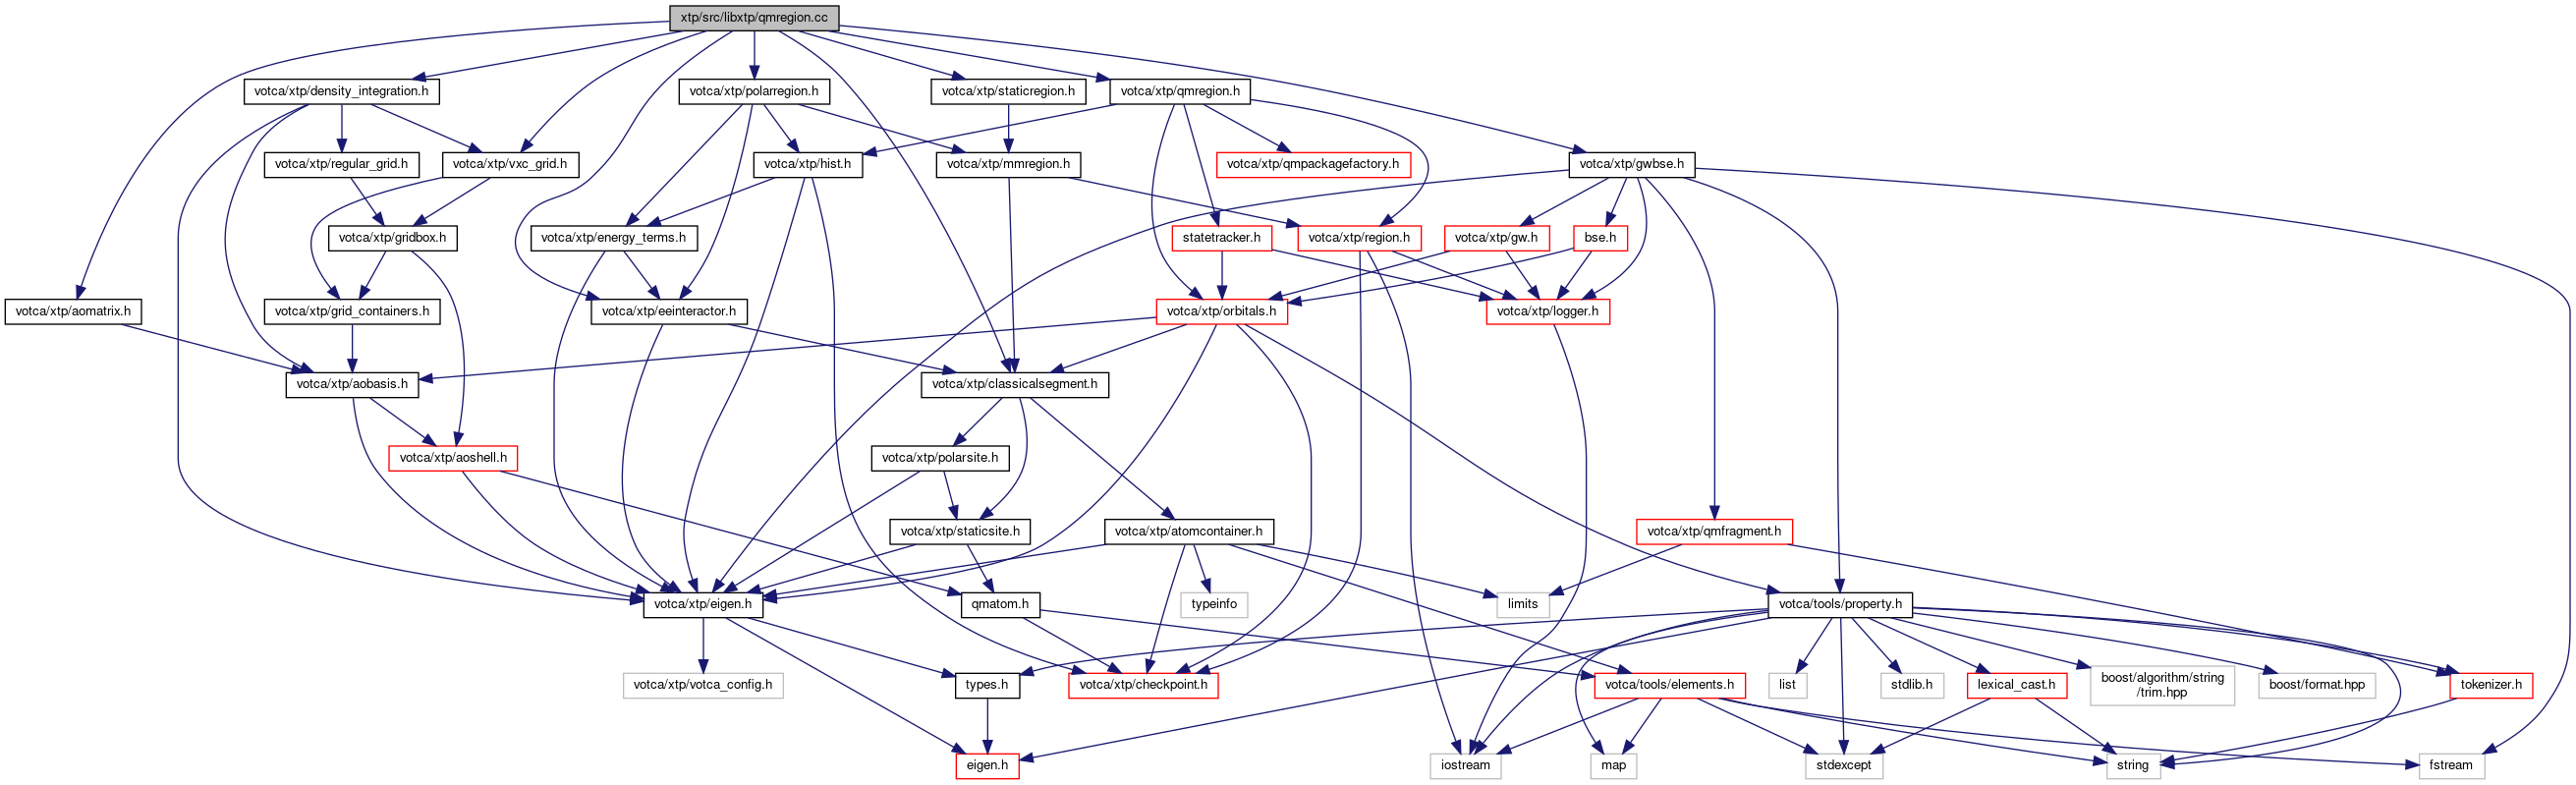 xtp/src/libxtp/qmregion.cc
votca/xtp/density_integration.h
votca/xtp/polarregion.h
votca/xtp/staticregion.h
votca/xtp/qmregion.h
votca/xtp/regular_grid.h
votca/xtp/vxc_grid.h
votca/xtp/hist.h
votca/xtp/mmregion.h
votca/xtp/qmpackagefactory.h
votca/xtp/gwbse.h
votca/xtp/gridbox.h
votca/xtp/energy_terms.h
statetracker.h
votca/xtp/region.h
votca/xtp/gw.h
bse.h
votca/xtp/aomatrix.h
votca/xtp/grid_containers.h
votca/xtp/eeinteractor.h
votca/xtp/orbitals.h
votca/xtp/logger.h
votca/xtp/aobasis.h
votca/xtp/classicalsegment.h
votca/xtp/aoshell.h
votca/xtp/polarsite.h
votca/xtp/staticsite.h
votca/xtp/atomcontainer.h
votca/xtp/qmfragment.h
votca/xtp/eigen.h
qmatom.h
typeinfo
limits
votca/tools/property.h
votca/xtp/votca_config.h
types.h
votca/xtp/checkpoint.h
votca/tools/elements.h
list
stdlib.h
lexical_cast.h
boost/algorithm/string
/trim.hpp
boost/format.hpp
tokenizer.h
eigen.h
iostream
map
stdexcept
string
fstream